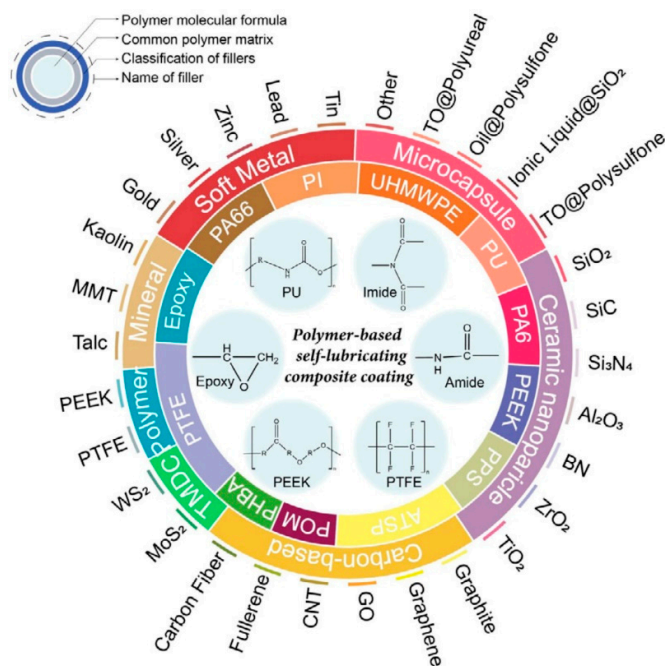 Polymer molecular formula
Common polymer matrix
Classification of fillers
Name of filler
Gold
Silver
Zinc
Lead
Tin
Other
TO@Polyureal
Oil@Polysulfone
Ionic Liquid@SiO₂
TO@Polysulfone
SiO₂
SiC
Si₃N₄
Al₂O₃
BN
ZrO₂
TiO₂
Graphite
Graphene
GO
CNT
Fullerene
Carbon Fiber
MoS₂
WS₂
PTFE
PEEK
Talc
MMT
Kaolin
Soft Metal
Microcapsule
Ceramic nanoparicle
Carbon-based
TMDC
Polymer
Mineral
PA66
PI
UHMWPE
PU
PA6
PEEK
PPS
ATSP
POM
PHBA
PTFE
Epoxy
R
N
H
O
O
PU
O
N
O
Imide
H
C
CH₂
O
Epoxy
Polymer-based
self-lubricating
composite coating
O
N
H
Amide
O
R
R
O
R
O
n
PEEK
F F
C C
F F
n
PTFE